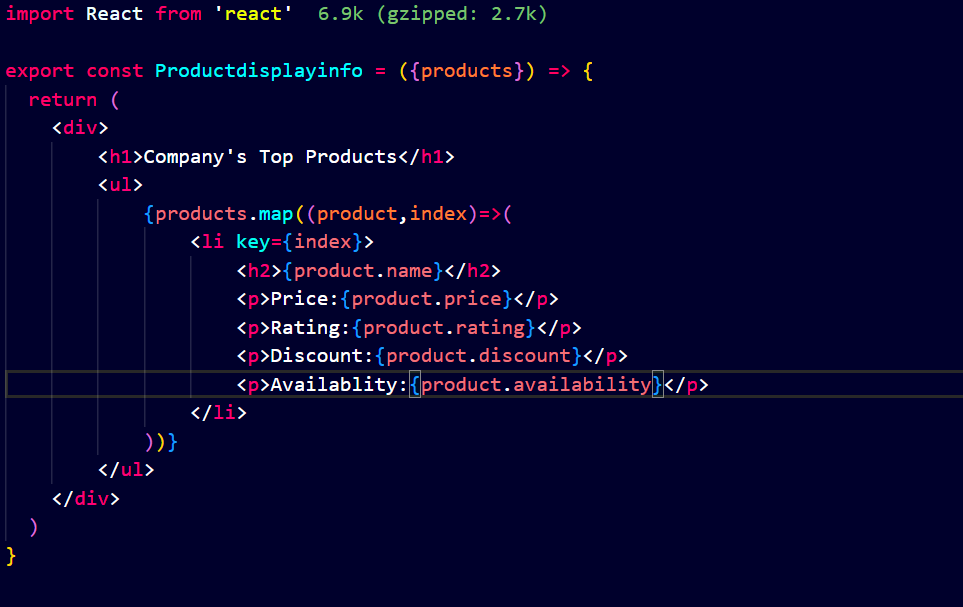 import React from 'react'  6.9k (gzipped: 2.7k)
export const Productdisplayinfo = ({products}) => {
  return (
    <div>
        <h1>Company's Top Products</h1>
        <ul>
            {products.map((product,index)=>(
                <li key={index}>
                    <h2>{product.name}</h2>
                    <p>Price:{product.price}</p>
                    <p>Rating:{product.rating}</p>
                    <p>Discount:{product.discount}</p>
                    <p>Availablity:{product.availability}</p>
                </li>
            ))}
        </ul>
    </div>
  )
}